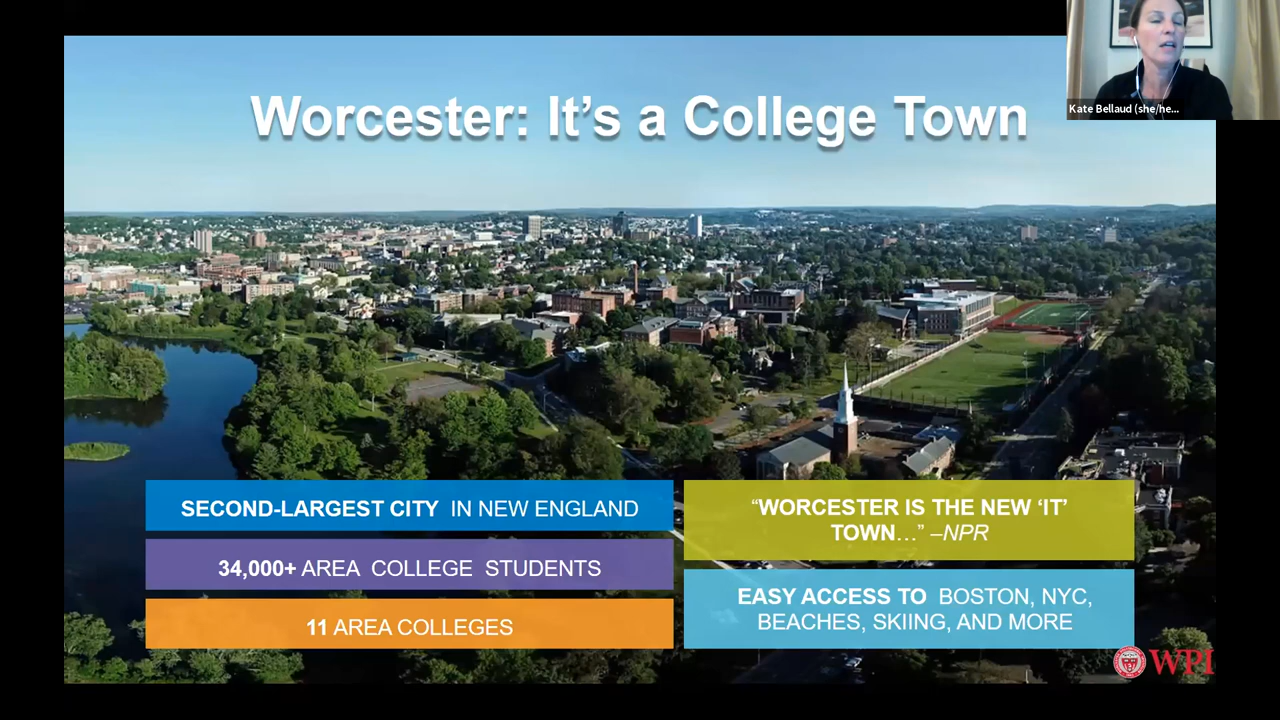 Worcester: It’s a College Town
Kate Bellaud (she/he...
SECOND-LARGEST CITY IN NEW ENGLAND
34,000+ AREA COLLEGE STUDENTS
11 AREA COLLEGES
“WORCESTER IS THE NEW ‘IT’
TOWN…” –NPR
EASY ACCESS TO BOSTON, NYC,
BEACHES, SKIING, AND MORE
WPI